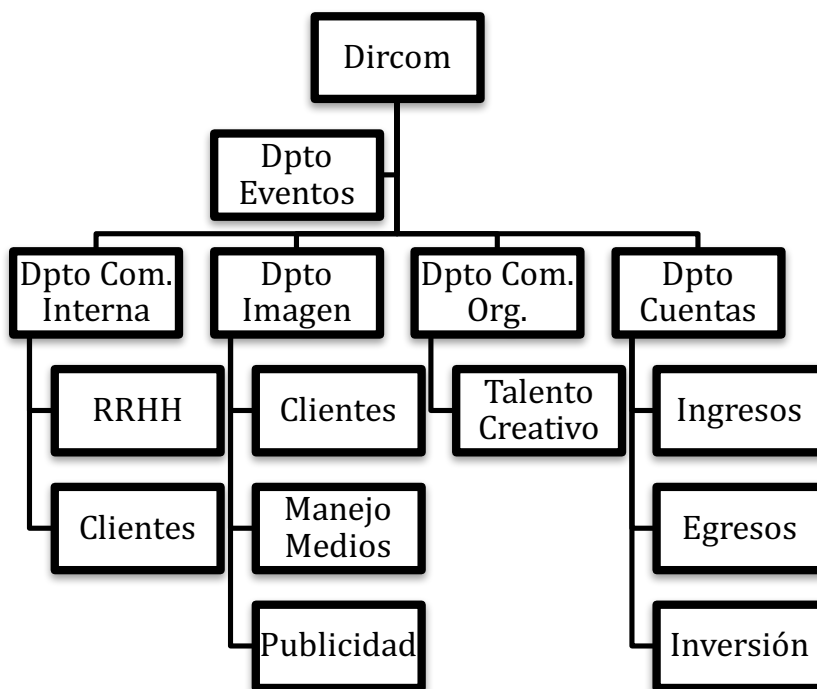 Dircom
Dpto
Eventos
Dpto Com.
Interna
Dpto
Imagen
Dpto Com.
Org.
Dpto
Cuentas
RRHH
Clientes
Talento
Creativo
Ingresos
Clientes
Manejo
Medios
Egresos
Publicidad
Inversión